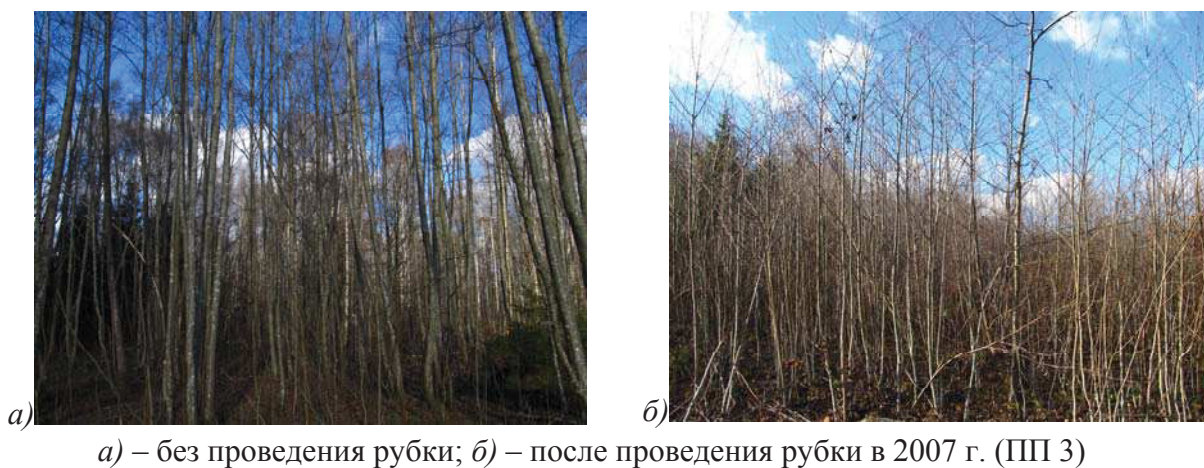 а)
б)
а) – без проведения рубки; б) – после проведения рубки в 2007 г. (ПП 3)